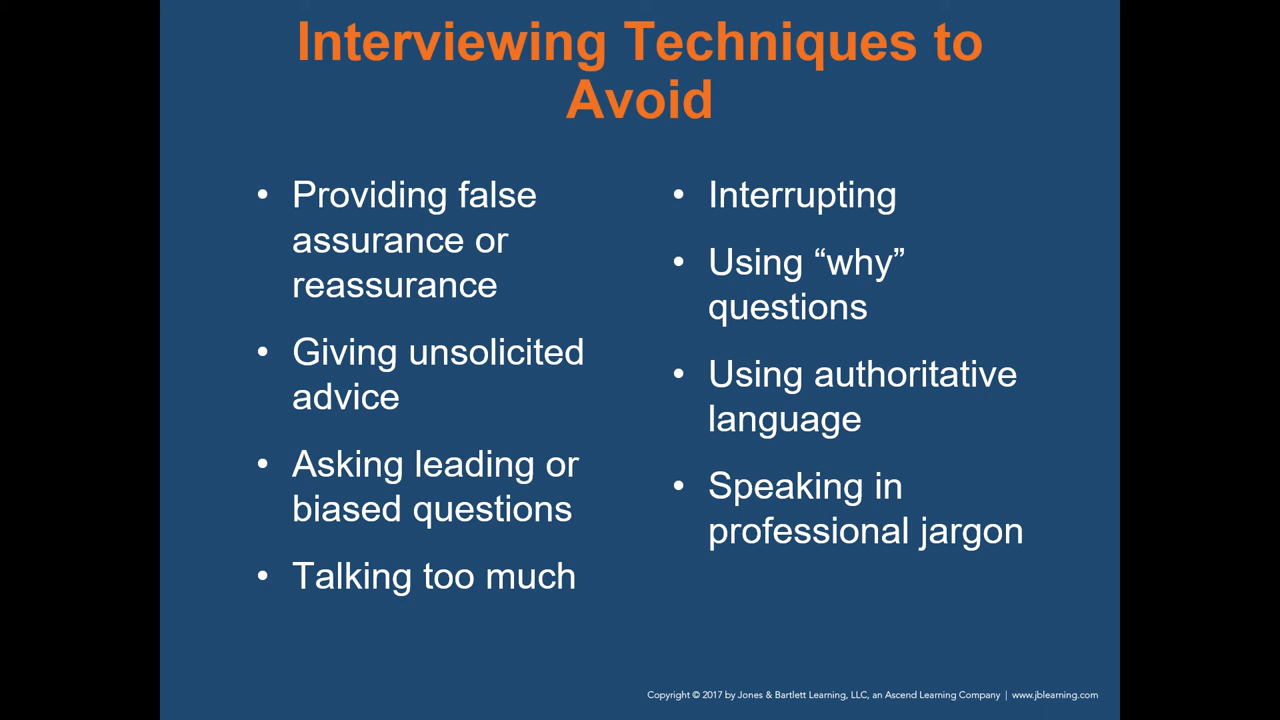 Interviewing Techniques to
Avoid
• Providing false
assurance or
reassurance
• Giving unsolicited
advice
• Asking leading or
biased questions
• Talking too much
• Interrupting
• Using “why”
questions
• Using authoritative
language
• Speaking in
professional jargon
Copyright © 2017 by Jones & Bartlett Learning, LLC, an Ascend Learning Company | www.jblearning.com